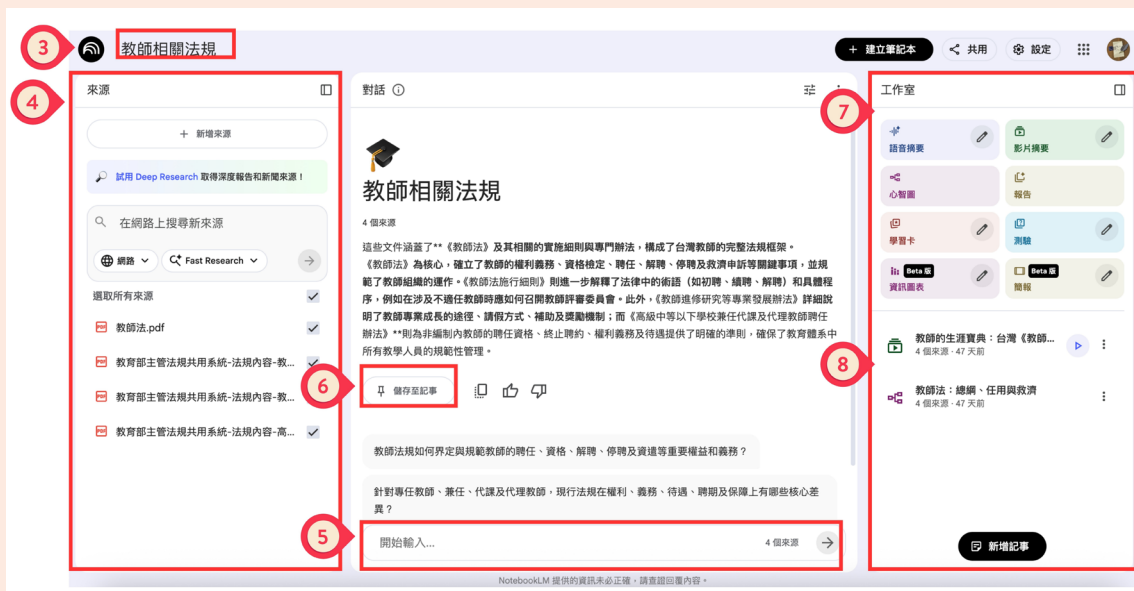 3
教師相關法規
+ 建立筆記本
共用
設定
4
來源
+ 新增來源
試用 Deep Research 取得深度報告和新聞來源！
在網路上搜尋新來源
網路
Fast Research
選取所有來源
PDF 教師法.pdf
PDF 教育部主管法規共用系統-法規內容-教...
PDF 教育部主管法規共用系統-法規內容-教...
PDF 教育部主管法規共用系統-法規內容-高...
對話
教師相關法規
4 個來源
這些文件涵蓋了**《教師法》及其相關的實施細則與專門辦法，構成了台灣教師的完整法規框架。
《教師法》為核心，確立了教師的權利義務、資格檢定、聘任、解聘、停聘及救濟申訴等關鍵事項，並規
範了教師組織的運作。《教師法施行細則》則進一步解釋了法律中的術語（如初聘、續聘、解聘）和具體程
序，例如在涉及不適任教師時應如何召開教師評審委員會。此外，《教師進修研究等專業發展辦法》詳細說
明了教師專業成長的途徑、請假方式、補助及獎勵機制；而《高級中等以下學校兼任代課及代理教師聘任
辦法》**則為非編制內教師的聘任資格、終止聘約、權利義務及待遇提供了明確的準則，確保了教育體系中
所有教學人員的規範性管理。
6
儲存至記事
教師法規如何界定與規範教師的聘任、資格、解聘、停聘及資遣等重要權益和義務？
針對專任教師、兼任、代課及代理教師，現行法規在權利、義務、待遇、聘期及保障上有哪些核心差
異？
5
開始輸入...
4 個來源
NotebookLM 提供的資訊未必正確，請查證回覆內容。
7
工作室
語音摘要
影片摘要
心智圖
報告
學習卡
測驗
Beta 版
資訊圖表
Beta 版
簡報
8
教師的生涯寶典：台灣《教師...
4 個來源 · 47 天前
教師法：總綱、任用與救濟
4 個來源 · 47 天前
新增記事